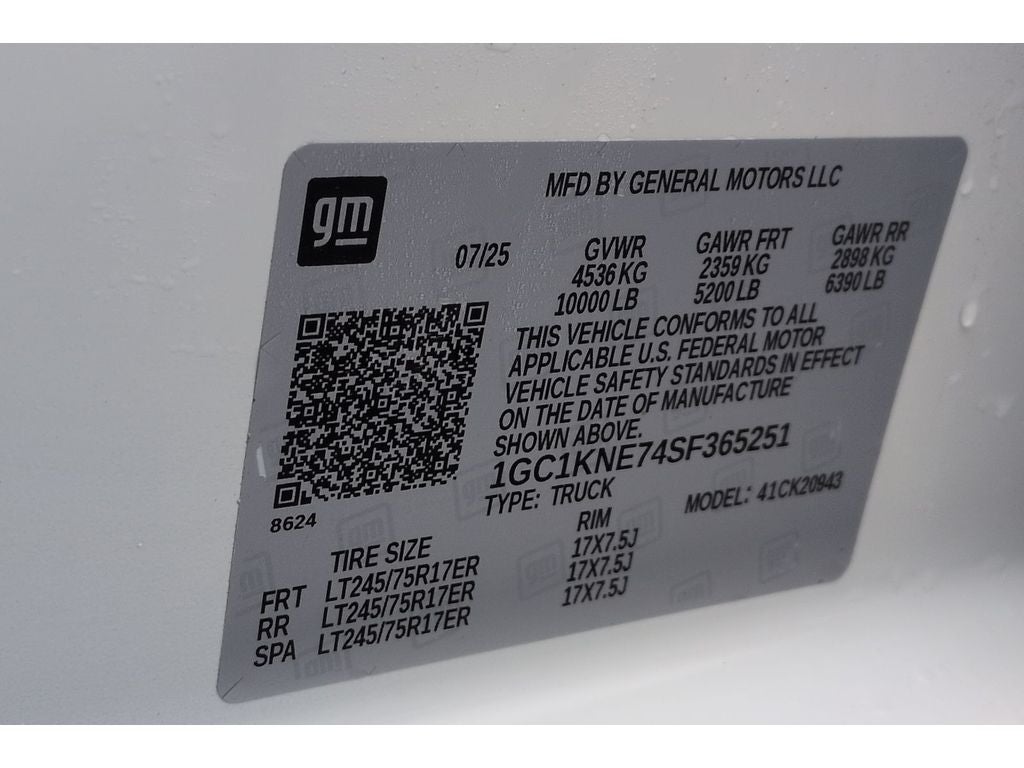 gm
MFD BY GENERAL MOTORS LLC
07/25 GVWR GAWR FRT GAWR RR
4536 KG 2359 KG 2898 KG
10000 LB 5200 LB 6390 LB
THIS VEHICLE CONFORMS TO ALL
APPLICABLE U.S. FEDERAL MOTOR
VEHICLE SAFETY STANDARDS IN EFFECT
ON THE DATE OF MANUFACTURE
SHOWN ABOVE.
1GC1KNE74SF365251
TYPE: TRUCK MODEL: 41CK20943
8624
TIRE SIZE RIM
FRT LT245/75R17ER 17X7.5J
RR LT245/75R17ER 17X7.5J
SPA LT245/75R17ER 17X7.5J